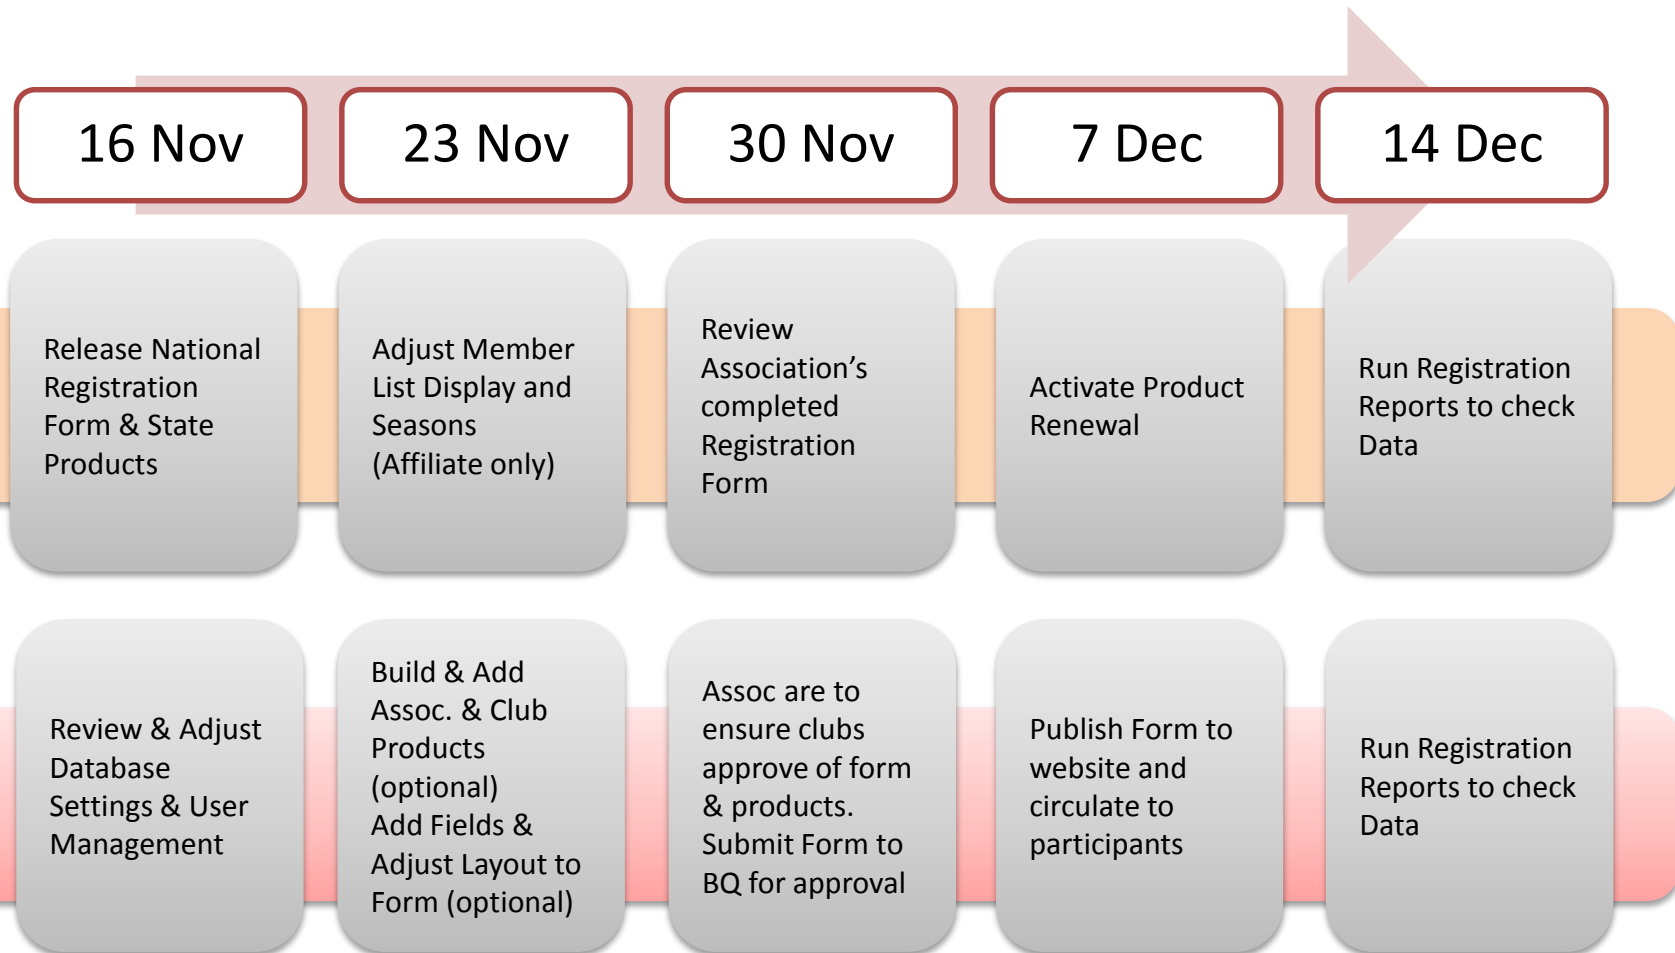 16 Nov
23 Nov
30 Nov
7 Dec
14 Dec
Release National
Registration
Form & State
Products
Adjust Member
List Display and
Seasons
(Affiliate only)
Review
Association’s
completed
Registration
Form
Activate Product
Renewal
Run Registration
Reports to check
Data
Review & Adjust
Database
Settings & User
Management
Build & Add
Assoc. & Club
Products
(optional)
Add Fields &
Adjust Layout to
Form (optional)
Assoc are to
ensure clubs
approve of form
& products.
Submit Form to
BQ for approval
Publish Form to
website and
circulate to
participants
Run Registration
Reports to check
Data